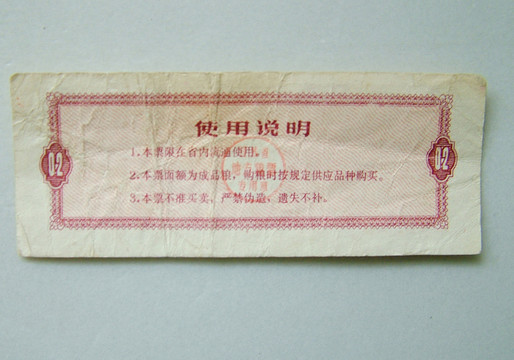 使用说明
1.本票限在省内流通使用。
0.2 2.本票面额为成品粮，购粮时按规定供应品种购买。 0.2
3.本票不准买卖、严禁伪造，遗失不补。